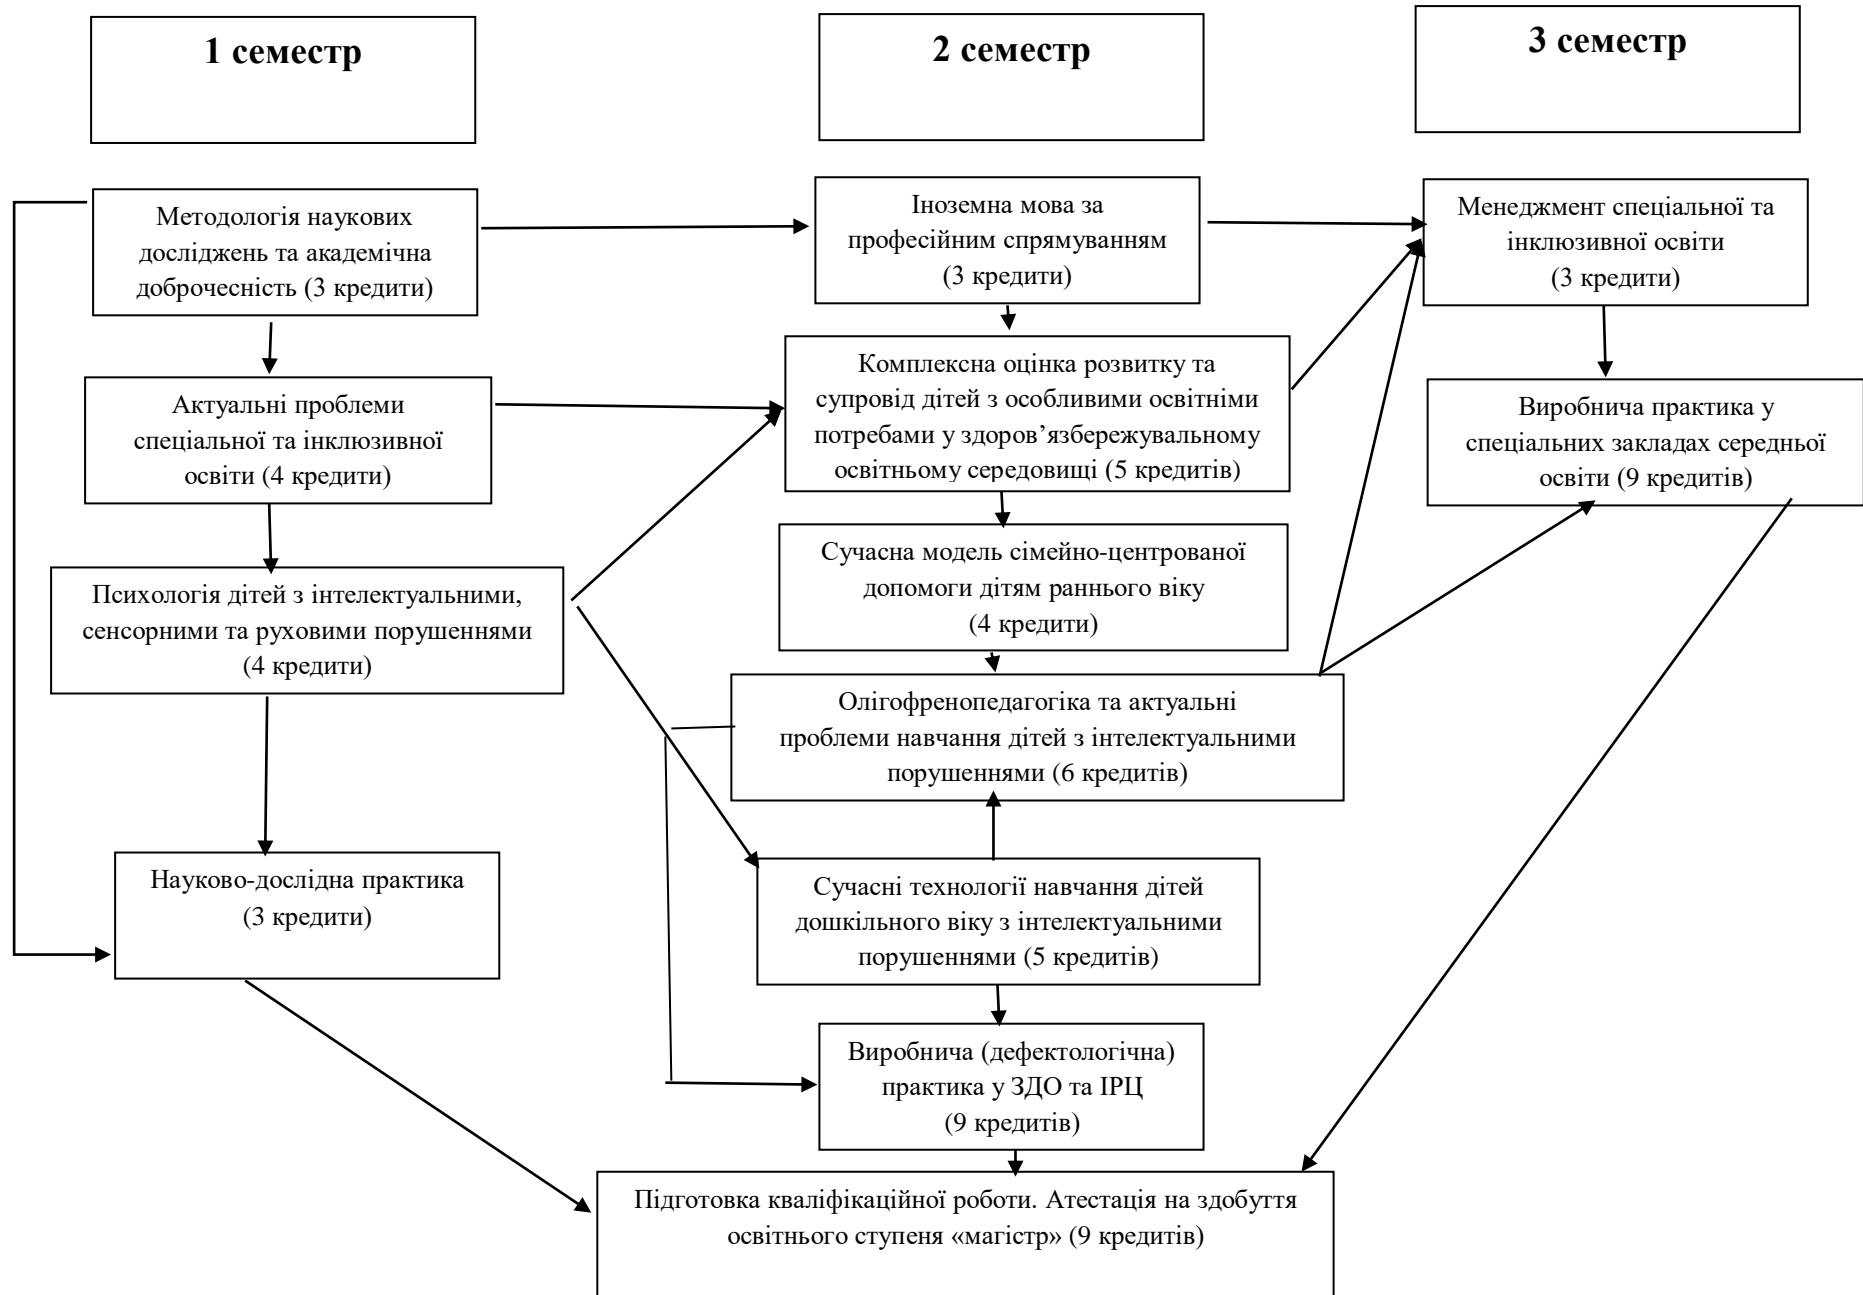 1 семестр
2 семестр
3 семестр
Методологія наукових
досліджень та академічна
доброчесність (3 кредити)
Актуальні проблеми
спеціальної та інклюзивної
освіти (4 кредити)
Психологія дітей з інтелектуальними,
сенсорними та руховими порушеннями
(4 кредити)
Науково-дослідна практика
(3 кредити)
Іноземна мова за
професійним спрямуванням
(3 кредити)
Комплексна оцінка розвитку та
супровід дітей з особливими освітніми
потребами у здоров’язбережувальному
освітньому середовищі (5 кредитів)
Сучасна модель сімейно-центрованої
допомоги дітям раннього віку
(4 кредити)
Олігофренопедагогіка та актуальні
проблеми навчання дітей з інтелектуальними
порушеннями (6 кредитів)
Сучасні технології навчання дітей
дошкільного віку з інтелектуальними
порушеннями (5 кредитів)
Виробнича (дефектологічна)
практика у ЗДО та ІРЦ
(9 кредитів)
Менеджмент спеціальної та
інклюзивної освіти
(3 кредити)
Виробнича практика у
спеціальних закладах середньої
освіти (9 кредитів)
Підготовка кваліфікаційної роботи. Атестація на здобуття
освітнього ступеня «магістр» (9 кредитів)